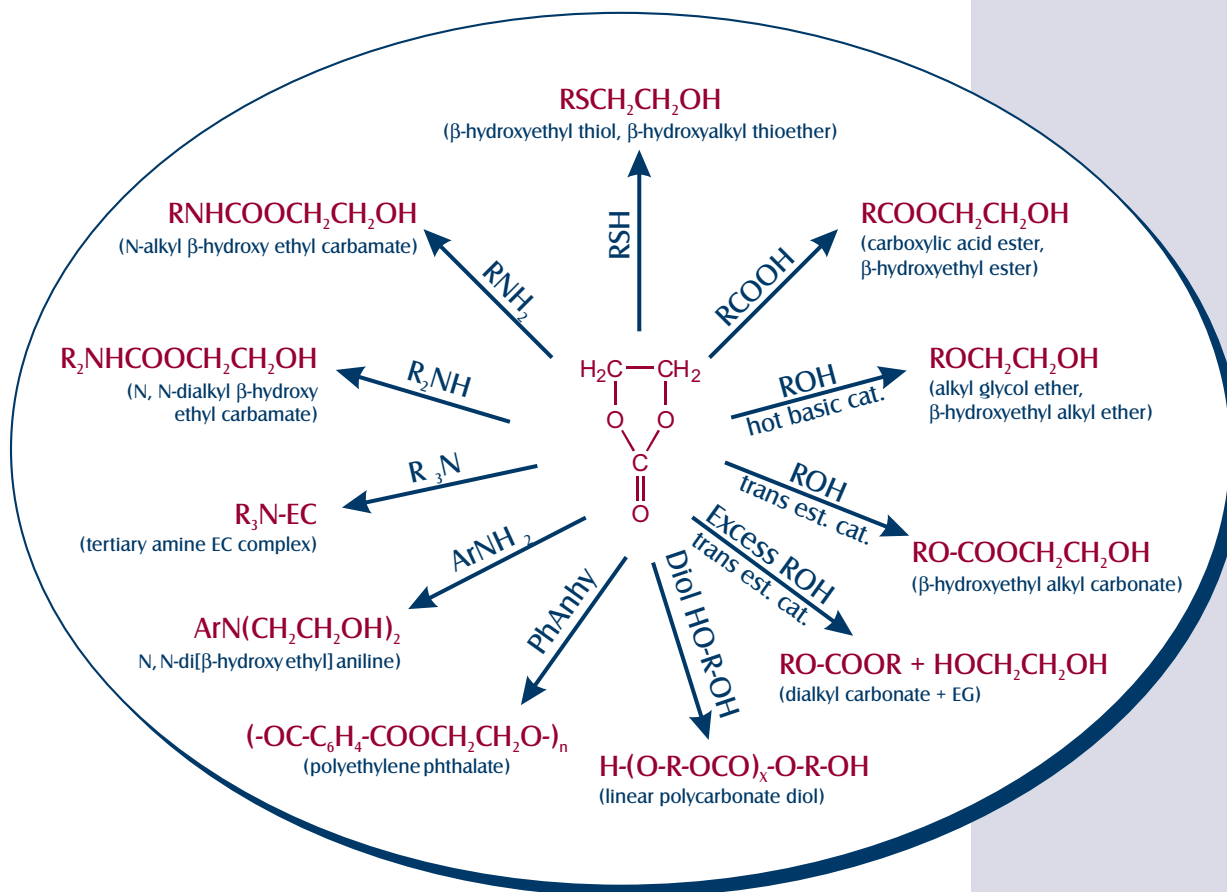 RSCH₂CH₂OH
(β-hydroxyethyl thiol, β-hydroxyalkyl thioether)
RSH
RNHCOOCH₂CH₂OH
(N-alkyl β-hydroxy ethyl carbamate)
RNH₂
RCOOCH₂CH₂OH
(carboxylic acid ester,
β-hydroxyethyl ester)
RCOOH
R₂NHCOOCH₂CH₂OH
(N, N-dialkyl β-hydroxy
ethyl carbamate)
R₂NH
H₂C CH₂
O O
C
O
ROCH₂CH₂OH
(alkyl glycol ether,
β-hydroxyethyl alkyl ether)
ROH
hot basic cat.
R₃N-EC
(tertiary amine EC complex)
R ₃N
ROH
trans est. cat.
RO-COOCH₂CH₂OH
(β-hydroxyethyl alkyl carbonate)
ArNH ₂
ArN(CH₂CH₂OH)₂
N, N-di[β-hydroxy ethyl] aniline)
Excess ROH
trans est. cat.
RO-COOR + HOCH₂CH₂OH
(dialkyl carbonate + EG)
PhAnhy
(-OC-C₆H₄-COOCH₂CH₂O-)ₙ
(polyethylene phthalate)
Diol HO-R-OH
H-(O-R-OCO)ₓ-O-R-OH
(linear polycarbonate diol)